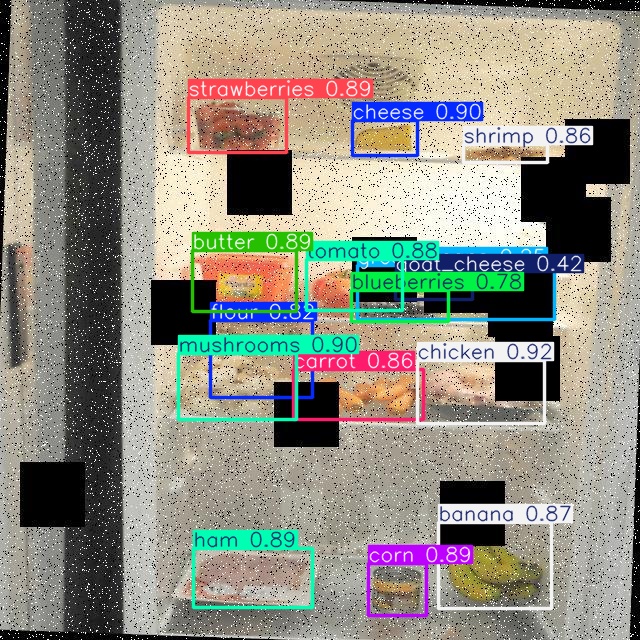 strawberries 0.89
cheese 0.90
shrimp 0.86
butter 0.89
tomato 0.88
goat_cheese 0.42
blueberries 0.78
flour 0.82
mushrooms 0.90
carrot 0.86
chicken 0.92
banana 0.87
ham 0.89
corn 0.89